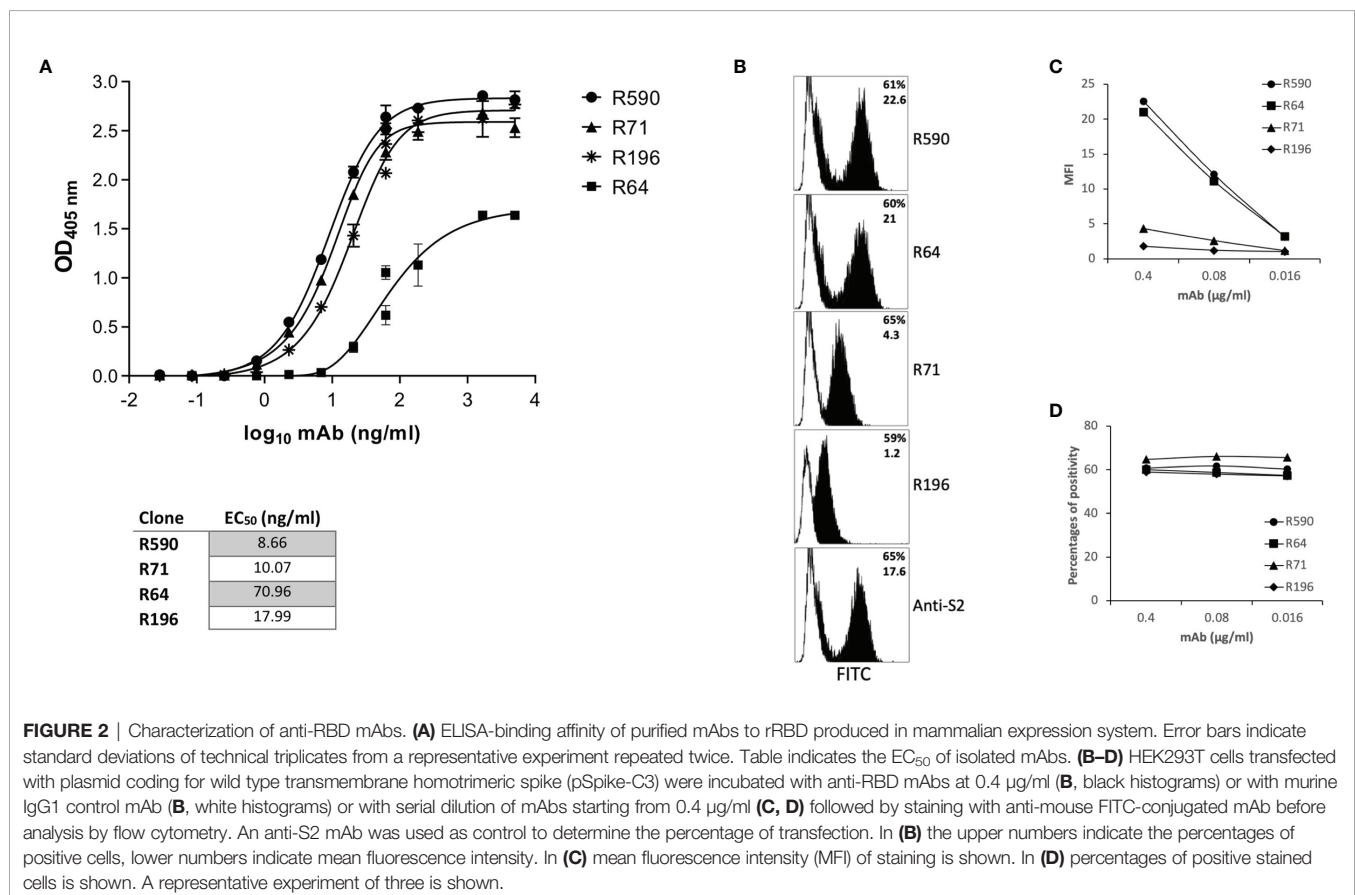 A
3.0
2.5
2.0
1.5
1.0
0.5
0.0
OD405 nm
-2 -1 0 1 2 3 4
log10 mAb (ng/ml)
R590
R71
R196
R64
Clone EC50 (ng/ml)
R590 8.66
R71 10.07
R64 70.96
R196 17.99
B
61%
22.6
R590
60%
21
R64
65%
4.3
R71
59%
1.2
R196
65%
17.6
Anti-S2
FITC
C
R590
R64
R71
R196
25
20
15
10
5
0
MFI
0.4 0.08 0.016
mAb (µg/ml)
D
80
60
40
20
0
Percentages of positivity
R590
R64
R71
R196
0.4 0.08 0.016
mAb (µg/ml)
FIGURE 2 | Characterization of anti-RBD mAbs. (A) ELISA-binding affinity of purified mAbs to rRBD produced in mammalian expression system. Error bars indicate
standard deviations of technical triplicates from a representative experiment repeated twice. Table indicates the EC50 of isolated mAbs. (B–D) HEK293T cells transfected
with plasmid coding for wild type transmembrane homotrimeric spike (pSpike-C3) were incubated with anti-RBD mAbs at 0.4 µg/ml (B, black histograms) or with murine
IgG1 control mAb (B, white histograms) or with serial dilution of mAbs starting from 0.4 µg/ml (C, D) followed by staining with anti-mouse FITC-conjugated mAb before
analysis by flow cytometry. An anti-S2 mAb was used as control to determine the percentage of transfection. In (B) the upper numbers indicate the percentages of
positive cells, lower numbers indicate mean fluorescence intensity. In (C) mean fluorescence intensity (MFI) of staining is shown. In (D) percentages of positive stained
cells is shown. A representative experiment of three is shown.